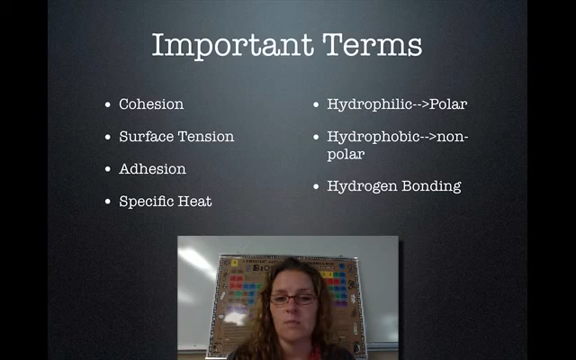 Important Terms
• Cohesion
• Surface Tension
• Adhesion
• Specific Heat
• Hydrophilic-->Polar
• Hydrophobic-->non-
polar
• Hydrogen Bonding